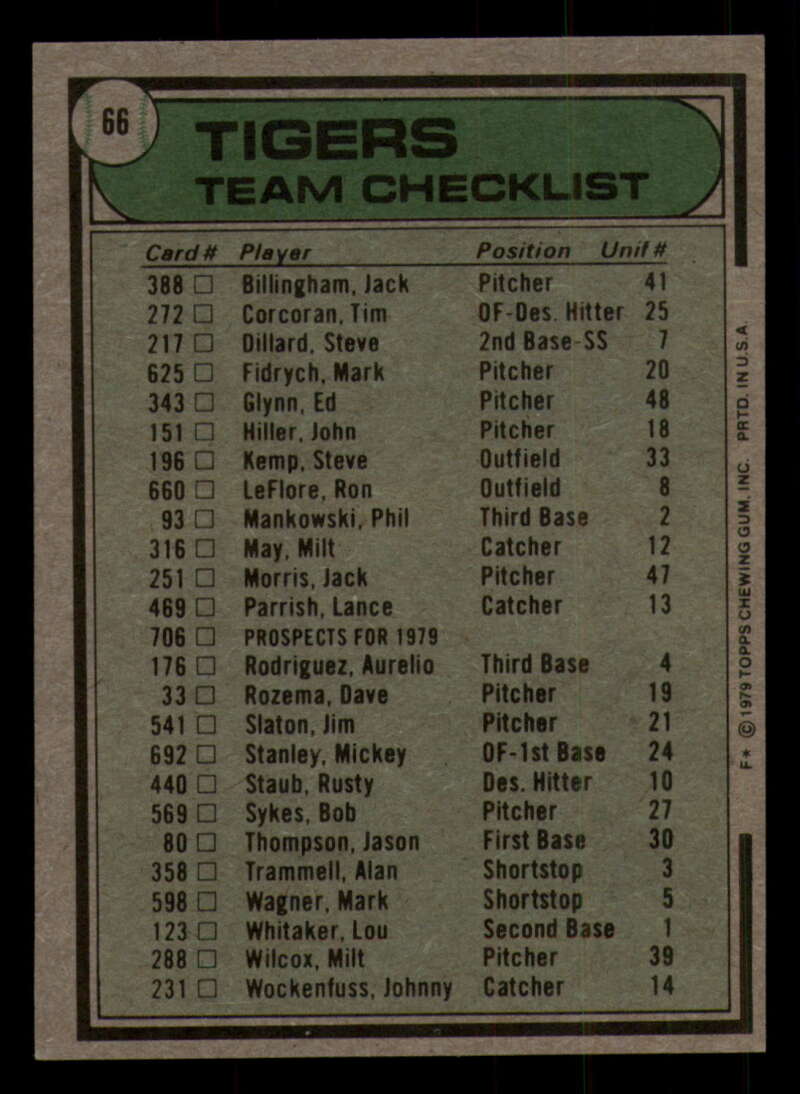 66
TIGERS
TEAM CHECKLIST
Card# Player Position Unif#
388 □ Billingham, Jack Pitcher 41
272 □ Corcoran, Tim OF-Des. Hitter 25
217 □ Dillard, Steve 2nd Base-SS 7
625 □ Fidrych, Mark Pitcher 20
343 □ Glynn, Ed Pitcher 48
151 □ Hiller, John Pitcher 18
196 □ Kemp, Steve Outfield 33
660 □ LeFlore, Ron Outfield 8
93 □ Mankowski, Phil Third Base 2
316 □ May, Milt Catcher 12
251 □ Morris, Jack Pitcher 47
469 □ Parrish, Lance Catcher 13
706 □ PROSPECTS FOR 1979
176 □ Rodriguez, Aurelio Third Base 4
33 □ Rozema, Dave Pitcher 19
541 □ Slaton, Jim Pitcher 21
692 □ Stanley, Mickey OF-1st Base 24
440 □ Staub, Rusty Des. Hitter 10
569 □ Sykes, Bob Pitcher 27
80 □ Thompson, Jason First Base 30
358 □ Trammell, Alan Shortstop 3
598 □ Wagner, Mark Shortstop 5
123 □ Whitaker, Lou Second Base 1
288 □ Wilcox, Milt Pitcher 39
231 □ Wockenfuss, Johnny Catcher 14
F* © 1979 TOPPS CHEWING GUM, INC. PRTD. IN U.S.A.